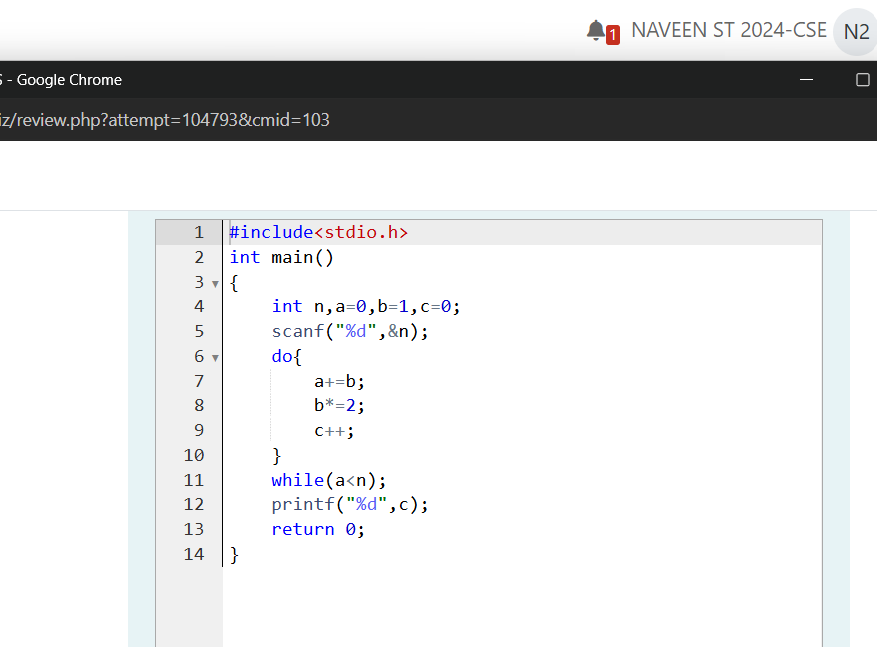 1 NAVEEN ST 2024-CSE N2
- Google Chrome
iz/review.php?attempt=104793&cmid=103
1 #include<stdio.h>
2 int main()
3 {
4     int n,a=0,b=1,c=0;
5     scanf("%d",&n);
6     do{
7         a+=b;
8         b*=2;
9         c++;
10     }
11     while(a<n);
12     printf("%d",c);
13     return 0;
14 }